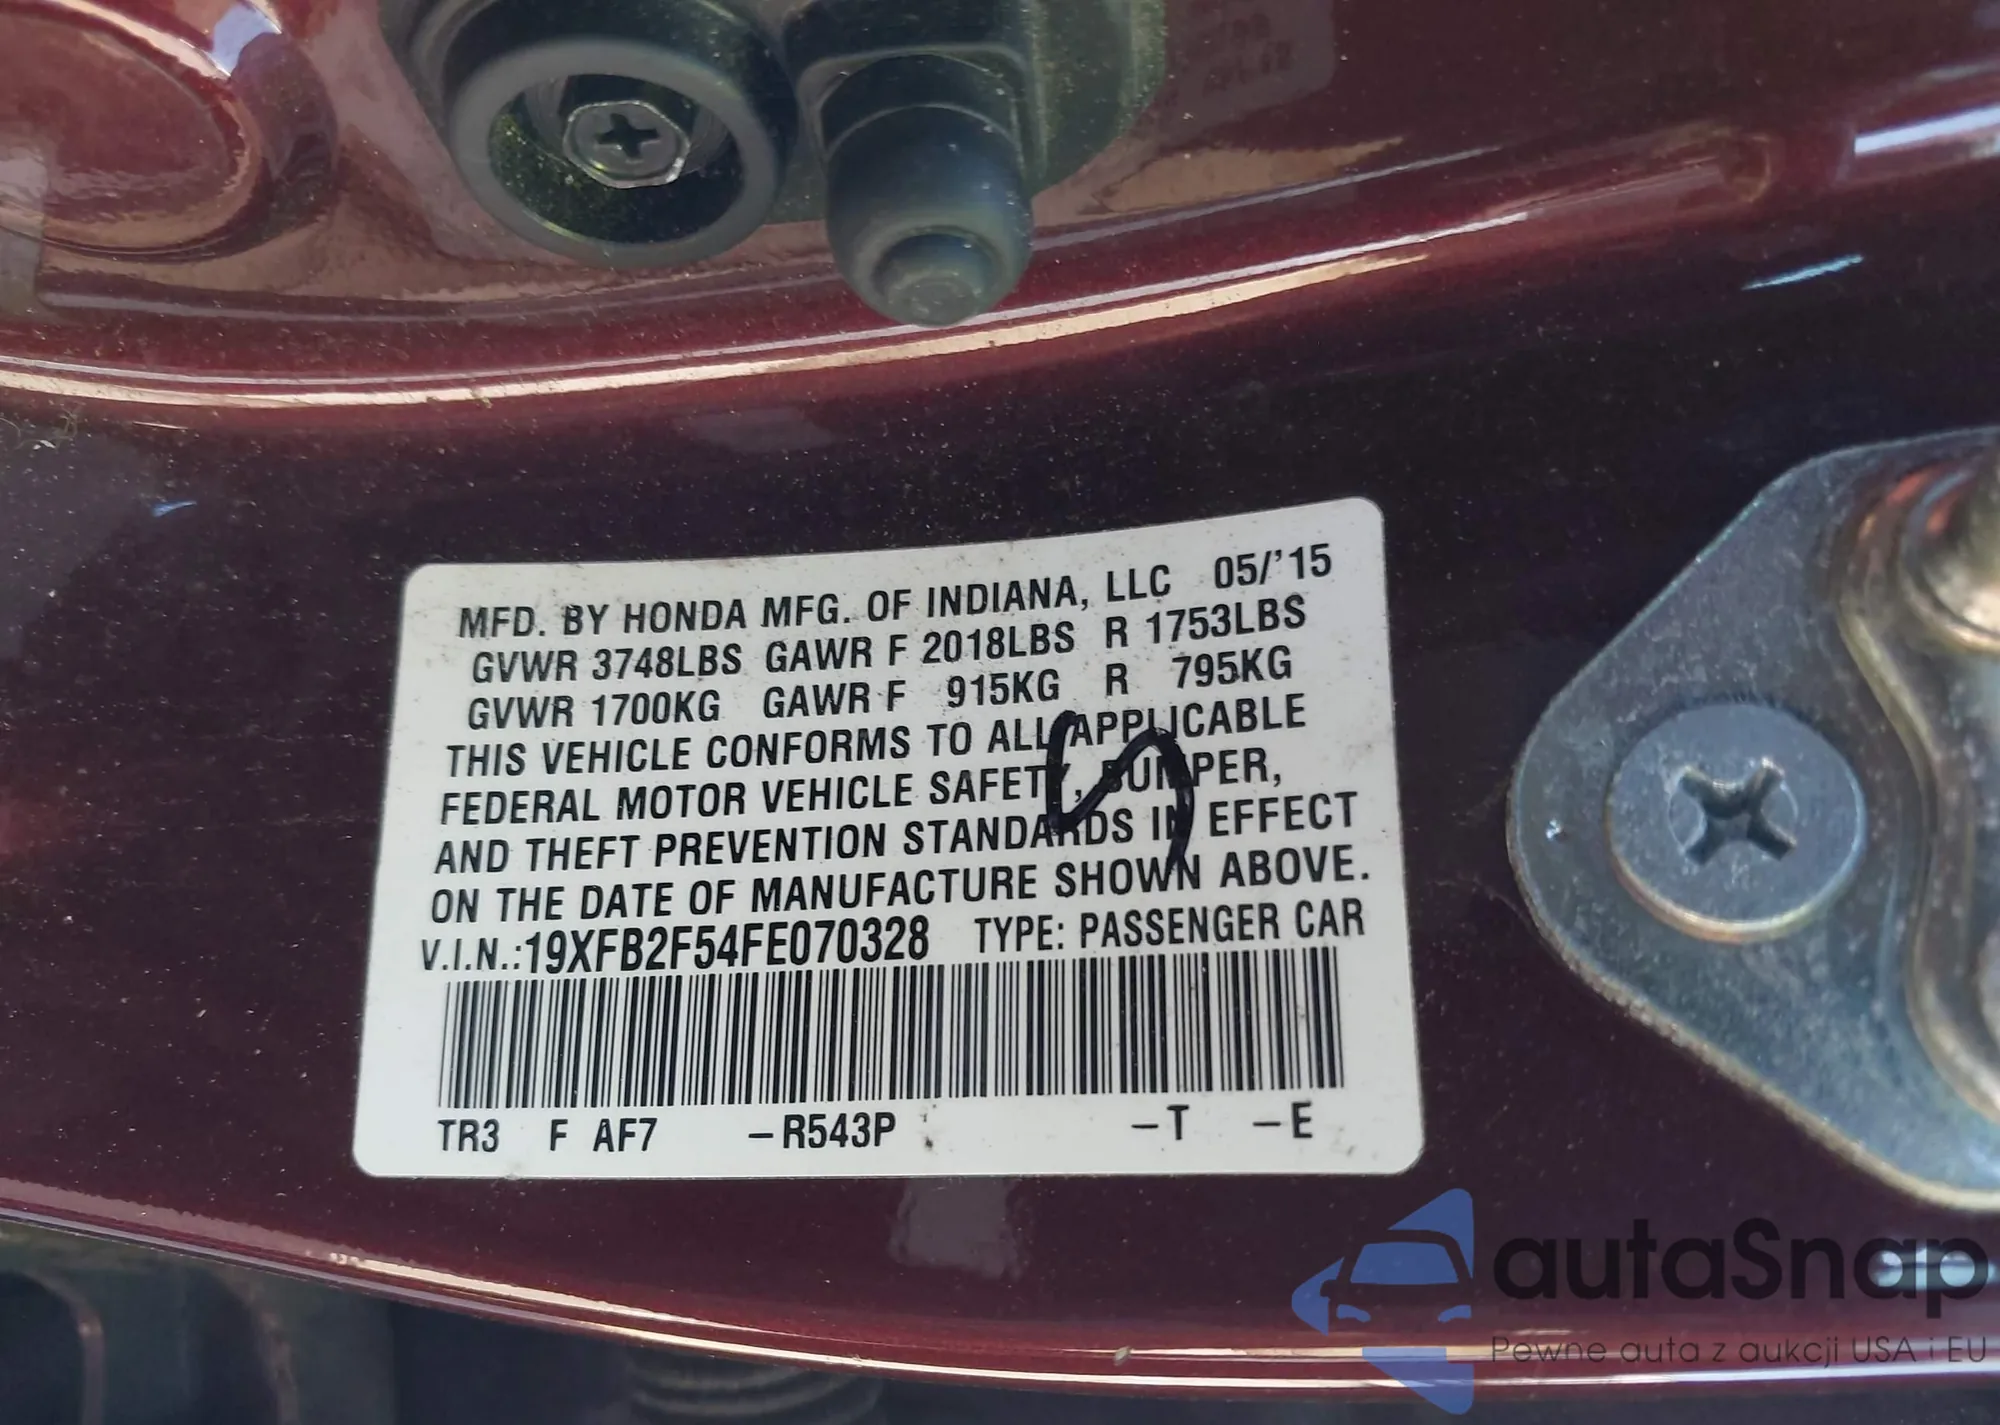 MFD. BY HONDA MFG. OF INDIANA, LLC 05/'15
GVWR 3748LBS GAWR F 2018LBS R 1753LBS
GVWR 1700KG GAWR F 915KG R 795KG
THIS VEHICLE CONFORMS TO ALL APPLICABLE
FEDERAL MOTOR VEHICLE SAFETY, BUMPER,
AND THEFT PREVENTION STANDARDS IN EFFECT
ON THE DATE OF MANUFACTURE SHOWN ABOVE.
V.I.N.:19XFB2F54FE070328 TYPE: PASSENGER CAR
TR3 F AF7 –R543P –T –E
autaSnap
Pewne auta z aukcji USA i EU